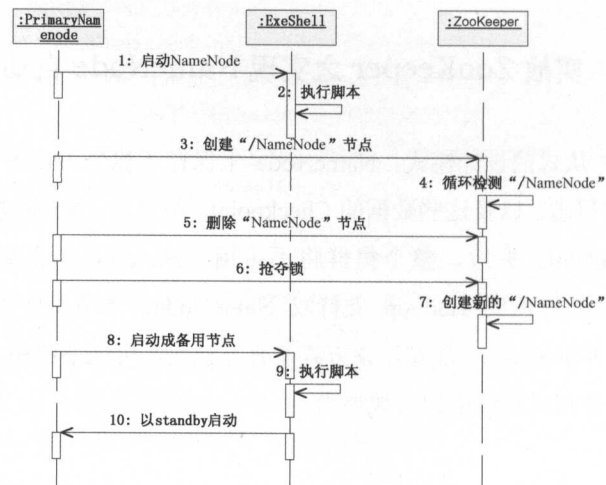 :PrimaryNam
enode
:ExeShell
:ZooKeeper
1: 启动NameNode
2: 执行脚本
3: 创建“/NameNode”节点
4: 循环检测“/NameNode”
5: 删除“NameNode”节点
6: 抢夺锁
7: 创建新的“/NameNode”
8: 启动成备用节点
9: 执行脚本
10: 以standby启动